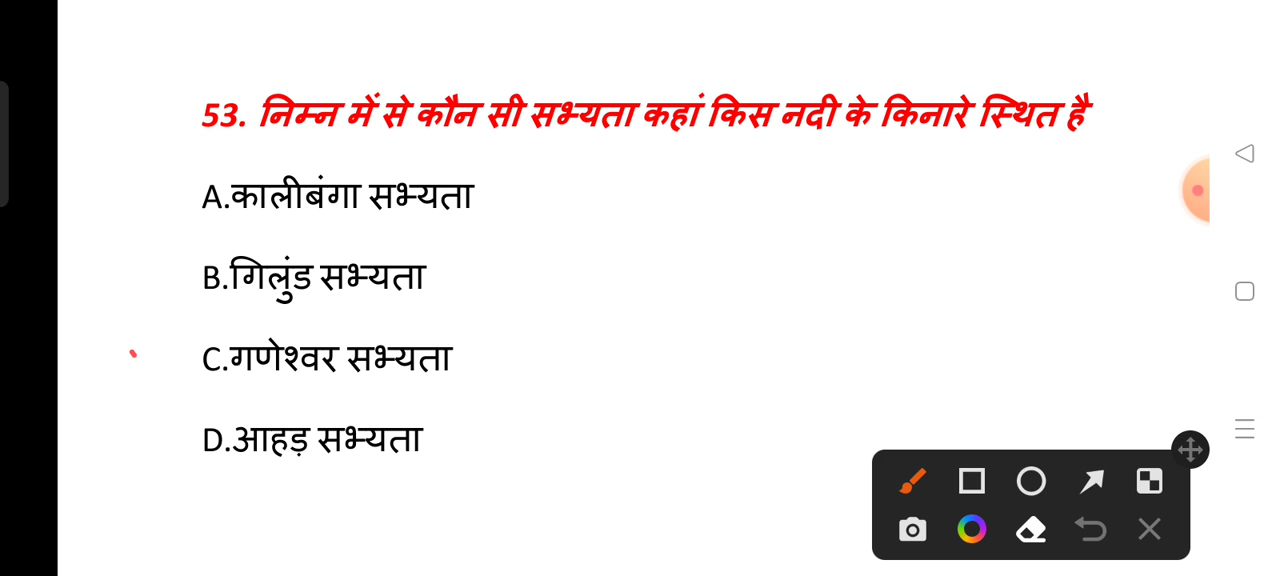 53. निम्न में से कौन सी सभ्यता कहां किस नदी के किनारे स्थित है
A.कालीबंगा सभ्यता
B.गिलुंड सभ्यता
C.गणेश्वर सभ्यता
D.आहड़ सभ्यता